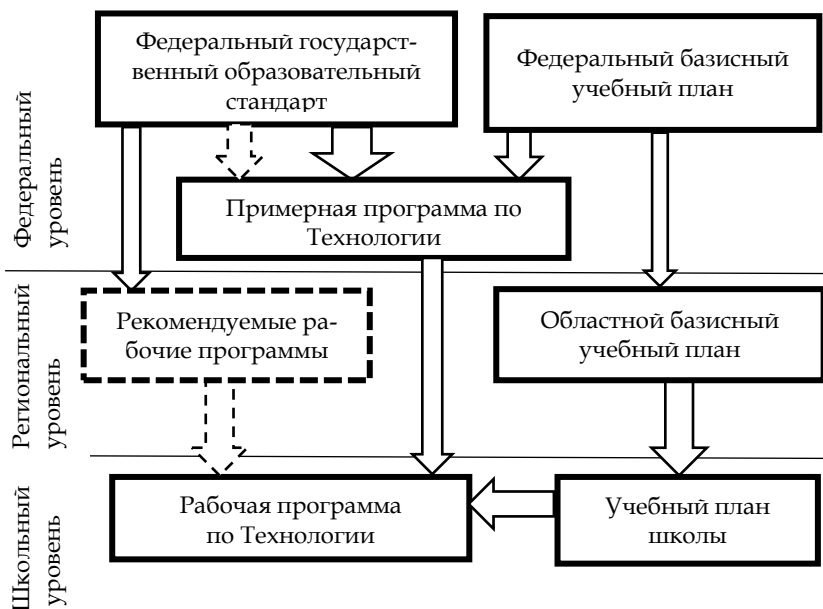 Федеральный государст-
венный образовательный
стандарт
Федеральный базисный
учебный план
Примерная программа по
Технологии
Федеральный
уровень
Рекомендуемые ра-
бочие программы
Областной базисный
учебный план
Региональный
уровень
Рабочая программа
по Технологии
Учебный план
школы
Школьный
уровень